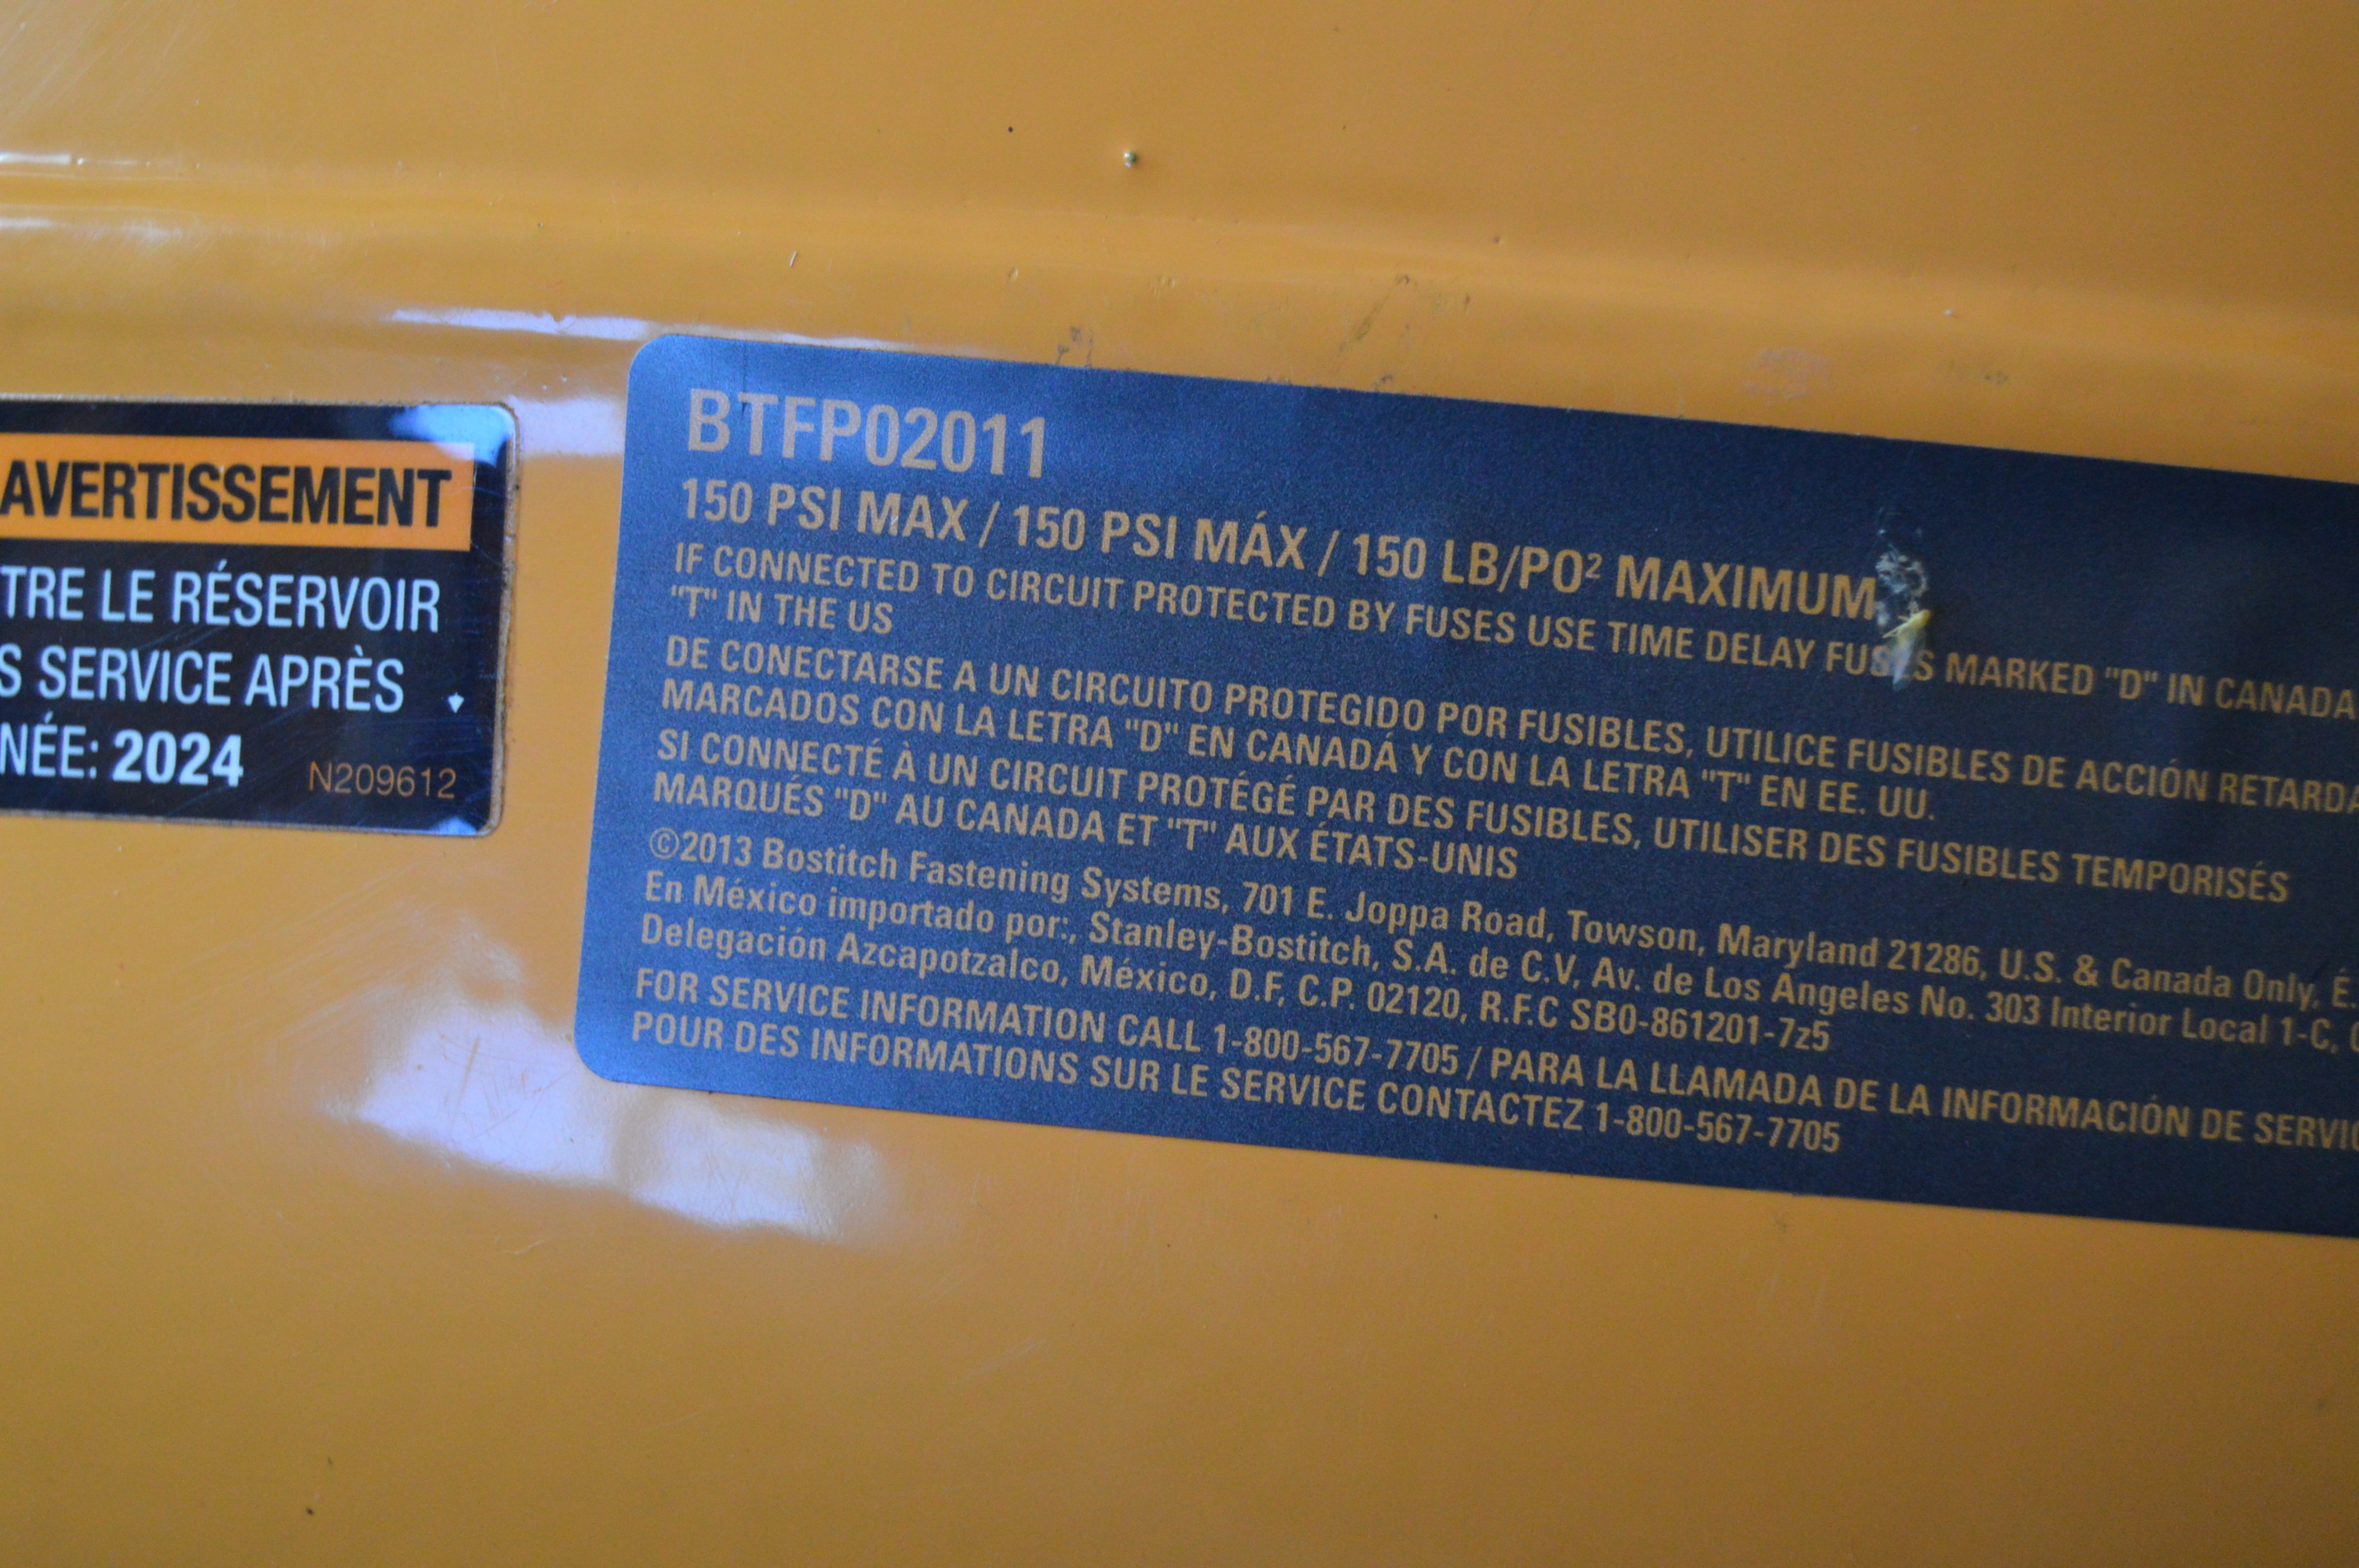 AVERTISSEMENT
TRE LE RÉSERVOIR
S SERVICE APRÈS
NÉE: 2024
N209612
BTFP02011
150 PSI MAX / 150 PSI MÁX / 150 LB/PO² MAXIMUM
IF CONNECTED TO CIRCUIT PROTECTED BY FUSES USE TIME DELAY FUSES MARKED "D" IN CANADA
"T" IN THE US
DE CONECTARSE A UN CIRCUITO PROTEGIDO POR FUSIBLES, UTILICE FUSIBLES DE ACCIÓN RETARDA
MARCADOS CON LA LETRA "D" EN CANADÁ Y CON LA LETRA "T" EN EE. UU.
SI CONNECTÉ À UN CIRCUIT PROTÉGÉ PAR DES FUSIBLES, UTILISER DES FUSIBLES TEMPORISÉS
MARQUÉS "D" AU CANADA ET "T" AUX ÉTATS-UNIS
©2013 Bostitch Fastening Systems, 701 E. Joppa Road, Towson, Maryland 21286, U.S. & Canada Only, É.
En México importado por:, Stanley-Bostitch, S.A. de C.V, Av. de Los Ángeles No. 303 Interior Local 1-C,
Delegación Azcapotzalco, México, D.F, C.P. 02120, R.F.C SB0-861201-7z5
FOR SERVICE INFORMATION CALL 1-800-567-7705 / PARA LA LLAMADA DE LA INFORMACIÓN DE SERVIC
POUR DES INFORMATIONS SUR LE SERVICE CONTACTEZ 1-800-567-7705